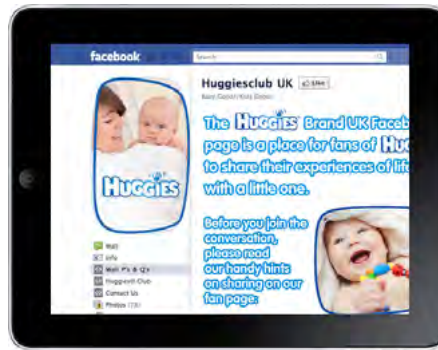 facebook
Search
Huggiesclub UK Like
The HUGGIES Brand UK Faceb
page is a place for fans of HUG
to share their experiences of life
with a little one.
HUGGIES
Before you join the
conversation,
please read
our handy hints
on sharing on our
fan page:
Wall
Info
Wall P's & Q's
Huggies® Club
Contact Us
Photos